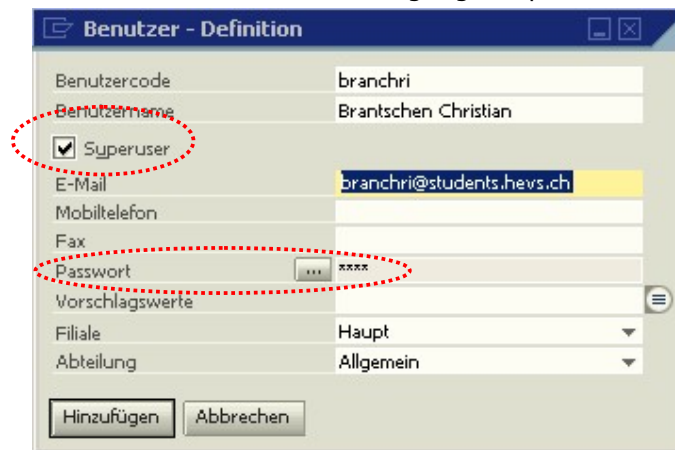 Benutzer - Definition
Benutzercode branchri
Benutzername Brantschen Christian
Superuser
E-Mail branchri@students.hevs.ch
Mobiltelefon
Fax
Passwort ... ****
Vorschlagswerte
Filiale Haupt
Abteilung Allgemein
Hinzufügen Abbrechen